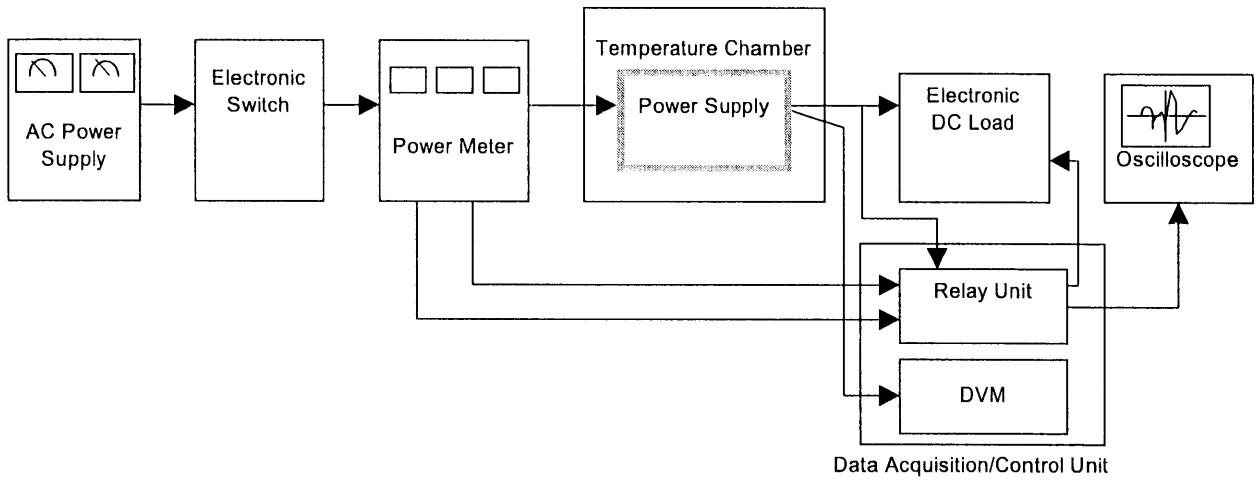 AC Power
Supply
Electronic
Switch
Power Meter
Temperature Chamber
Power Supply
Electronic
DC Load
Oscilloscope
Relay Unit
DVM
Data Acquisition/Control Unit